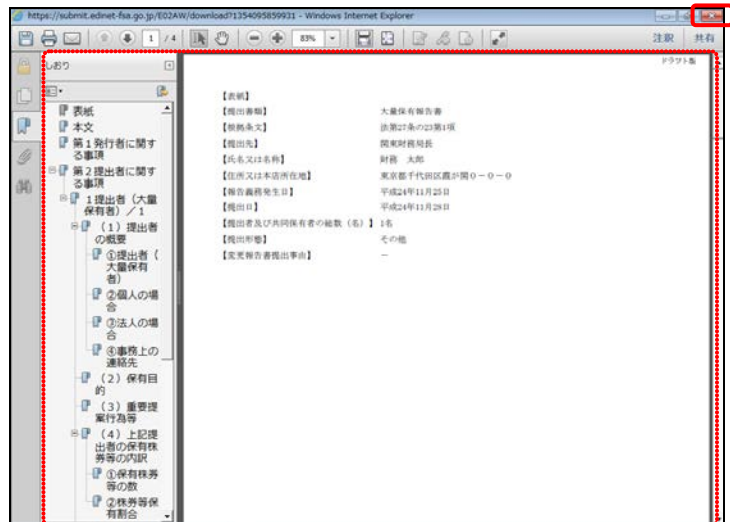 https://submit.edinet-fsa.go.jp/E02AW/download?1354095859931 - Windows Internet Explorer
1 / 4
83%
注釈 共有
しおり
表紙
本文
第1発行者に関す
る事項
第2提出者に関す
る事項
1提出者（大量
保有者）／1
（1）提出者
の概要
①提出者（
大量保有
者）
②個人の場
合
③法人の場
合
④事務上の
連絡先
（2）保有目
的
（3）重要提
案行為等
（4）上記提
出者の保有株
券等の内訳
①保有株券
等の数
②株券等保
有割合
ドラフト版
【表紙】
【提出書類】 大量保有報告書
【根拠条文】 法第27条の23第1項
【提出先】 関東財務局長
【氏名又は名称】 財務 太郎
【住所又は本店所在地】 東京都千代田区霞が関０－０－０
【報告義務発生日】 平成24年11月25日
【提出日】 平成24年11月28日
【提出者及び共同保有者の総数（名）】 1名
【提出形態】 その他
【変更報告書提出事由】 －